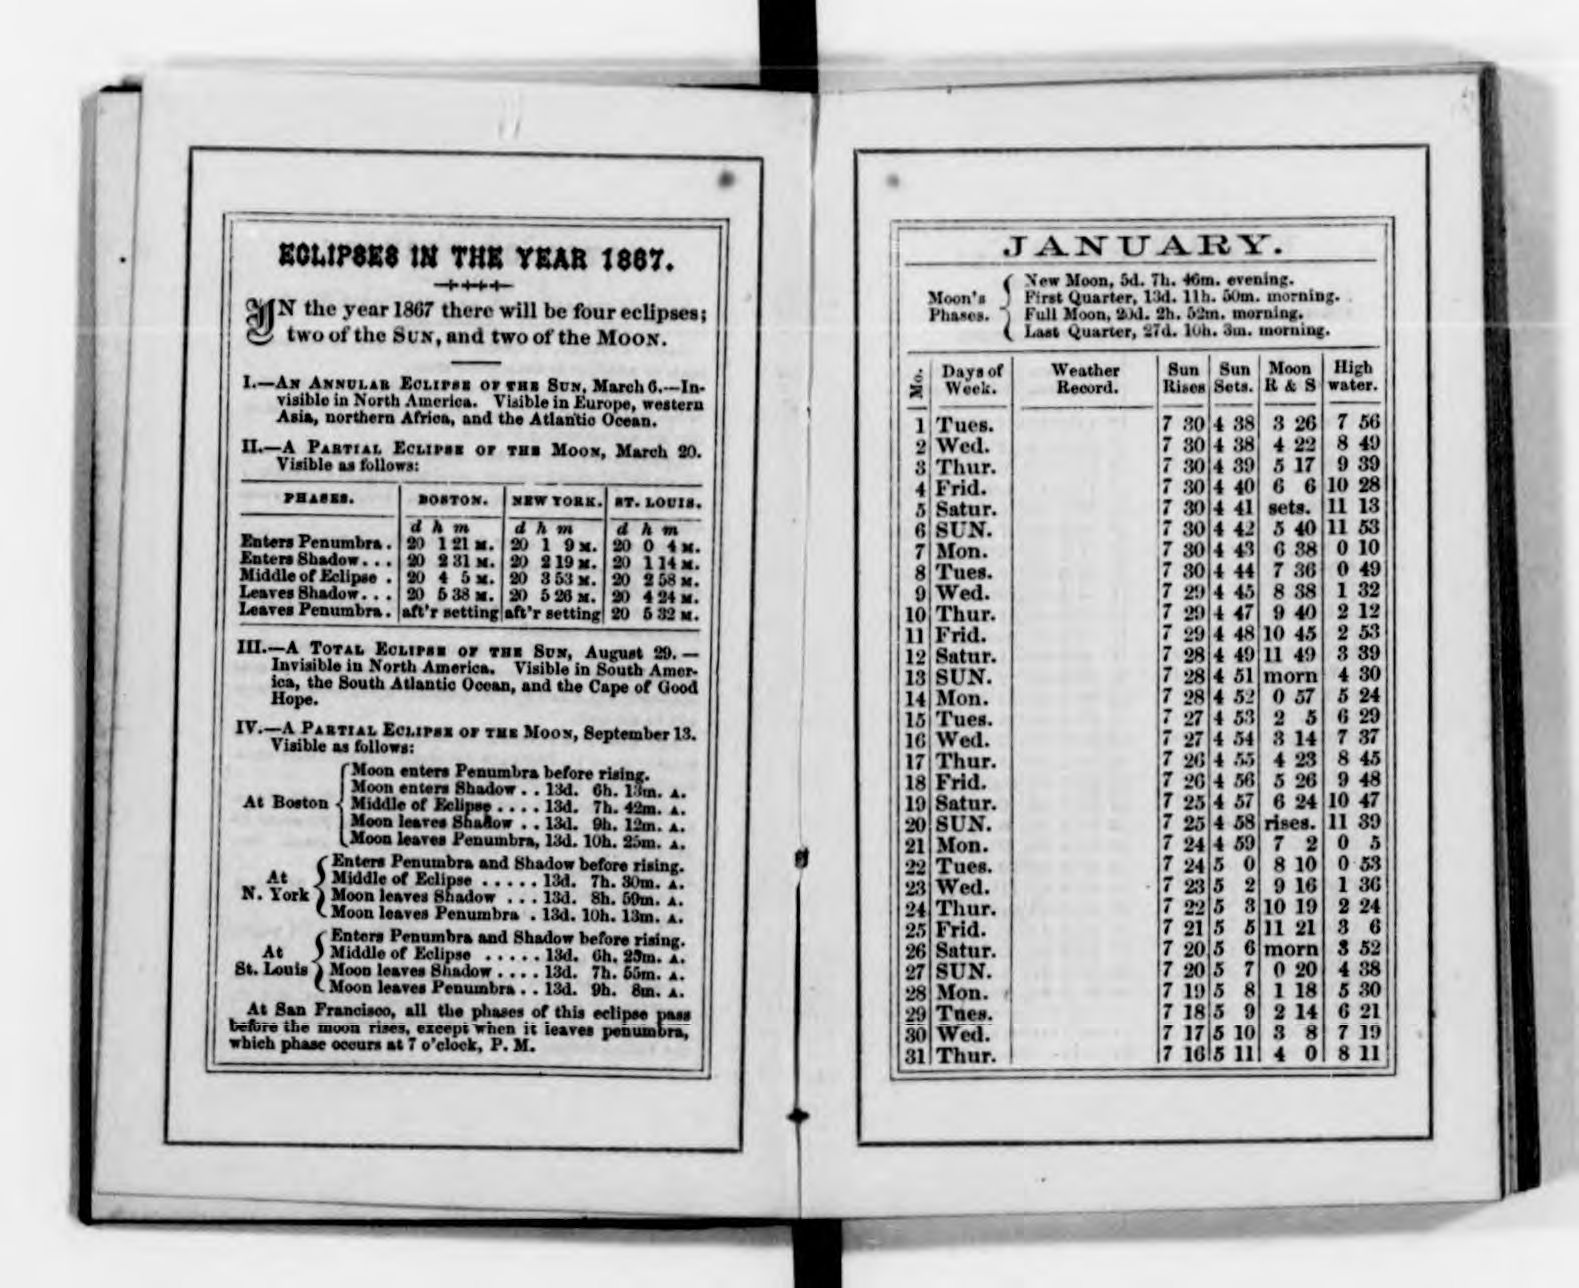 ECLIPSES IN THE YEAR 1867.
IN the year 1867 there will be four eclipses;
two of the SUN, and two of the MOON.
I.—AN ANNULAR ECLIPSE OF THE SUN, March 6.—In-
visible in North America. Visible in Europe, western
Asia, northern Africa, and the Atlantic Ocean.
II.—A PARTIAL ECLIPSE OF THE MOON, March 20.
Visible as follows:
PHASES. BOSTON. NEW YORK. ST. LOUIS.
d h m d h m d h m
Enters Penumbra. 20 1 21 M. 20 1 9 M. 20 0 4 M.
Enters Shadow... 20 2 31 M. 20 2 19 M. 20 1 14 M.
Middle of Eclipse . 20 4 5 M. 20 3 53 M. 20 2 58 M.
Leaves Shadow... 20 5 38 M. 20 5 26 M. 20 4 24 M.
Leaves Penumbra. aft'r setting aft'r setting 20 5 32 M.
III.—A TOTAL ECLIPSE OF THE SUN, August 29.—
Invisible in North America. Visible in South Amer-
ica, the South Atlantic Ocean, and the Cape of Good
Hope.
IV.—A PARTIAL ECLIPSE OF THE MOON, September 13.
Visible as follows:
At Boston
Moon enters Penumbra before rising.
Moon enters Shadow . . 13d. 6h. 13m. A.
Middle of Eclipse . . . . 13d. 7h. 42m. A.
Moon leaves Shadow . . 13d. 9h. 12m. A.
Moon leaves Penumbra, 13d. 10h. 25m. A.
At N. York
Enters Penumbra and Shadow before rising.
Middle of Eclipse . . . . . 13d. 7h. 30m. A.
Moon leaves Shadow . . . 13d. 8h. 59m. A.
Moon leaves Penumbra . 13d. 10h. 13m. A.
At St. Louis
Enters Penumbra and Shadow before rising.
Middle of Eclipse . . . . . 13d. 6h. 25m. A.
Moon leaves Shadow . . . . 13d. 7h. 55m. A.
Moon leaves Penumbra . . 13d. 9h. 8m. A.
At San Francisco, all the phases of this eclipse pass
before the moon rises, except when it leaves penumbra,
which phase occurs at 7 o'clock, P. M.
JANUARY.
Moon's Phases.
New Moon, 5d. 7h. 46m. evening.
First Quarter, 13d. 11h. 50m. morning.
Full Moon, 20d. 2h. 52m. morning.
Last Quarter, 27d. 10h. 3m. morning.
Mo. Days of Week. Weather Record. Sun Rises Sun Sets. Moon R & S High water.
1 Tues. 7 30 4 38 3 26 7 56
2 Wed. 7 30 4 38 4 22 8 49
3 Thur. 7 30 4 39 5 17 9 39
4 Frid. 7 30 4 40 6 6 10 28
5 Satur. 7 30 4 41 sets. 11 13
6 SUN. 7 30 4 42 5 40 11 53
7 Mon. 7 30 4 43 6 38 0 10
8 Tues. 7 30 4 44 7 36 0 49
9 Wed. 7 29 4 45 8 38 1 32
10 Thur. 7 29 4 47 9 40 2 12
11 Frid. 7 29 4 48 10 45 2 53
12 Satur. 7 28 4 49 11 49 3 39
13 SUN. 7 28 4 51 morn 4 30
14 Mon. 7 28 4 52 0 57 5 24
15 Tues. 7 27 4 53 2 5 6 29
16 Wed. 7 27 4 54 3 14 7 37
17 Thur. 7 26 4 55 4 23 8 45
18 Frid. 7 26 4 56 5 26 9 48
19 Satur. 7 25 4 57 6 24 10 47
20 SUN. 7 25 4 58 rises. 11 39
21 Mon. 7 24 4 59 7 2 0 5
22 Tues. 7 24 5 0 8 10 0 53
23 Wed. 7 23 5 2 9 16 1 36
24 Thur. 7 22 5 3 10 19 2 24
25 Frid. 7 21 5 5 11 21 3 6
26 Satur. 7 20 5 6 morn 3 52
27 SUN. 7 20 5 7 0 20 4 38
28 Mon. 7 19 5 8 1 18 5 30
29 Tues. 7 18 5 9 2 14 6 21
30 Wed. 7 17 5 10 3 8 7 19
31 Thur. 7 16 5 11 4 0 8 11